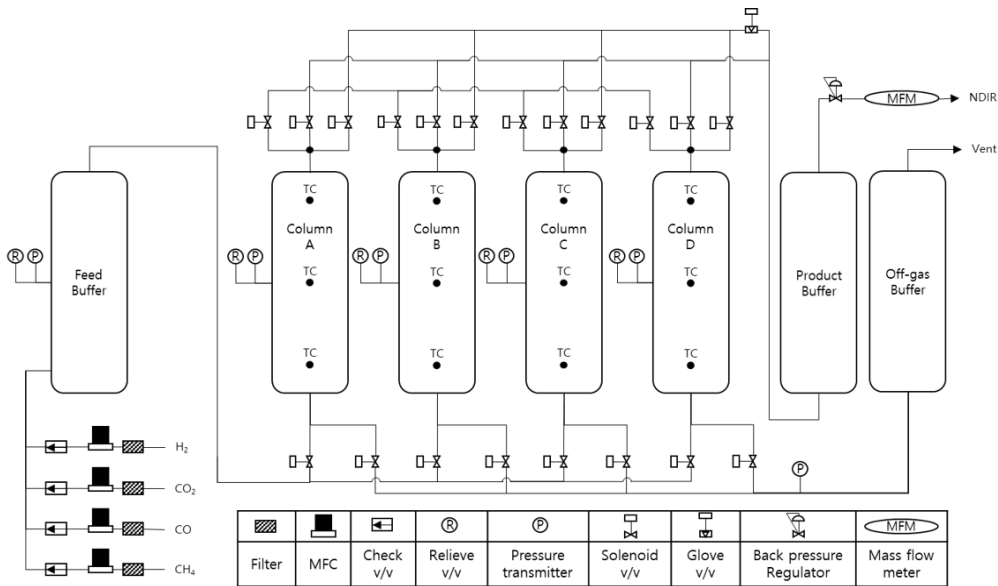 MFM
NDIR
Vent
TC
TC
TC
TC
Column
A
Column
B
Column
C
Column
D
R
P
R
P
R
P
R
P
R
P
Feed
Buffer
TC
TC
TC
TC
Product
Buffer
Off-gas
Buffer
TC
TC
TC
TC
H₂
CO₂
CO
CH₄
P
R
P
MFM
Filter
MFC
Check
v/v
Relieve
v/v
Pressure
transmitter
Solenoid
v/v
Glove
v/v
Back pressure
Regulator
Mass flow
meter